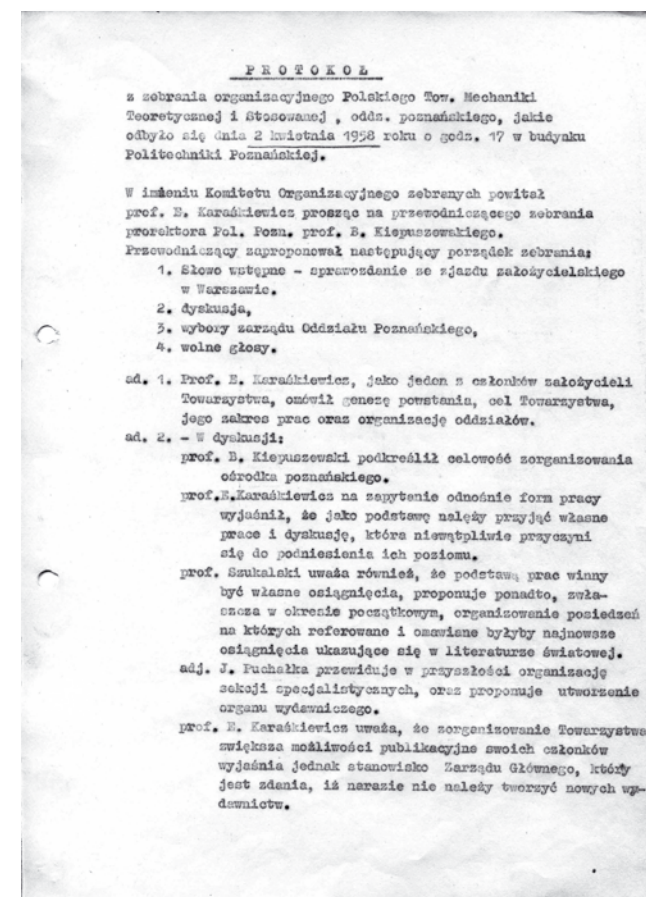 PROTOKOŁ
z zebrania organizacyjnego Polskiego Tow. Mechaniki
Teoretycznej i Stosowanej , oddz. poznańskiego, jakie
odbyło się dnia 2 kwietnia 1958 roku o godz. 17 w budynku
Politechniki Poznańskiej.
W imieniu Komitetu Organizacyjnego zebranych powitał
prof. E. Karaśkiewicz prosząc na przewodniczącego zebrania
prorektora Pol. Pozn. prof. B. Kiepuszewskiego.
Przewodniczący zaproponował następujący porządek zebrania:
1. Słowo wstępne - sprawozdanie ze zjazdu założycielskiego
w Warszawie.
2. dyskusja,
3. wybory zarządu Oddziału Poznańskiego,
4. wolne głosy.
ad. 1. Prof. E. Karaśkiewicz, jako jeden z członków założycieli
Towarzystwa, omówił genezę powstania, cel Towarzystwa,
jego zakres prac oraz organizację oddziałów.
ad. 2. - W dyskusji:
prof. B. Kiepuszewski podkreślił celowość zorganizowania
ośrodka poznańskiego.
prof.E.Karaśkiewicz na zapytanie odnośnie form pracy
wyjaśnił, że jako podstawę należy przyjąć własne
prace i dyskusję, która niewątpliwie przyczyni
się do podniesienia ich poziomu.
prof. Szukalski uważa również, że podstawą prac winny
być własne osiągnięcia, proponuje ponadto, zwła-
szcza w okresie początkowym, organizowanie posiedzeń
na których referowane i omawiane byłyby najnowsze
osiągnięcia ukazujące się w literaturze światowej.
adj. J. Puchałka przewiduje w przyszłości organizację
sekcji specjalistycznych, oraz proponuje utworzenie
organu wydawniczego.
prof. E. Karaśkiewicz uważa, że zorganizowanie Towarzystwa
zwiększa możliwości publikacyjne swoich członków
wyjaśnia jednak stanowisko Zarządu Głównego, który
jest zdania, iż narazie nie należy tworzyć nowych wy-
dawnictw.